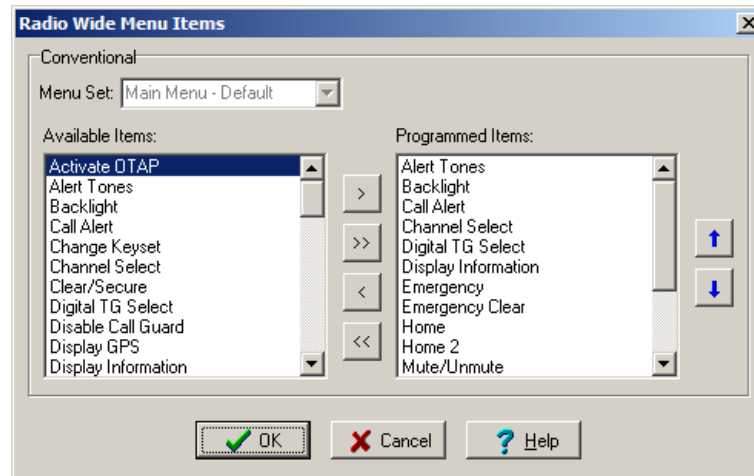 Radio Wide Menu Items
Conventional
Menu Set: Main Menu - Default
Available Items:
Activate OTAP
Alert Tones
Backlight
Call Alert
Change Keyset
Channel Select
Clear/Secure
Digital TG Select
Disable Call Guard
Display GPS
Display Information
>
>>
<
<<
Programmed Items:
Alert Tones
Backlight
Call Alert
Channel Select
Digital TG Select
Display Information
Emergency
Emergency Clear
Home
Home 2
Mute/Unmute
OK
Cancel
Help